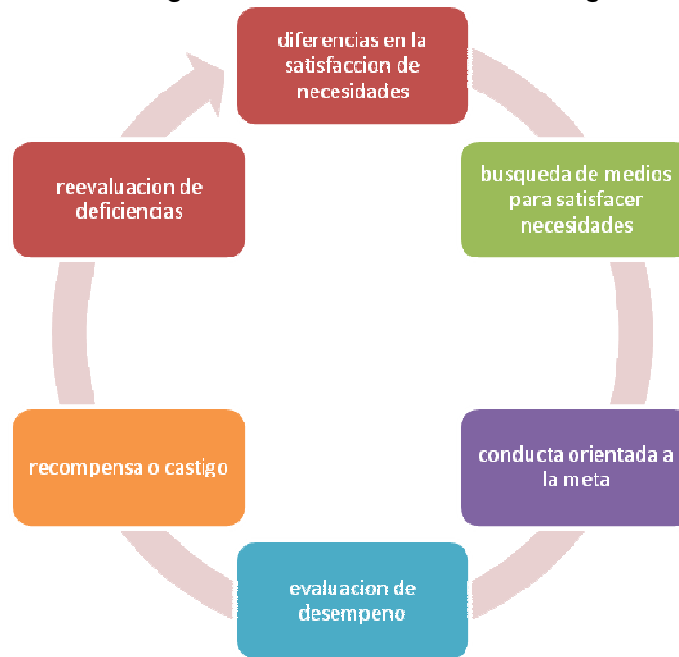 diferencias en la
satisfaccion de
necesidades
busqueda de medios
para satisfacer
necesidades
conducta orientada a
la meta
evaluacion de
desempeno
recompensa o castigo
reevaluacion de
deficiencias